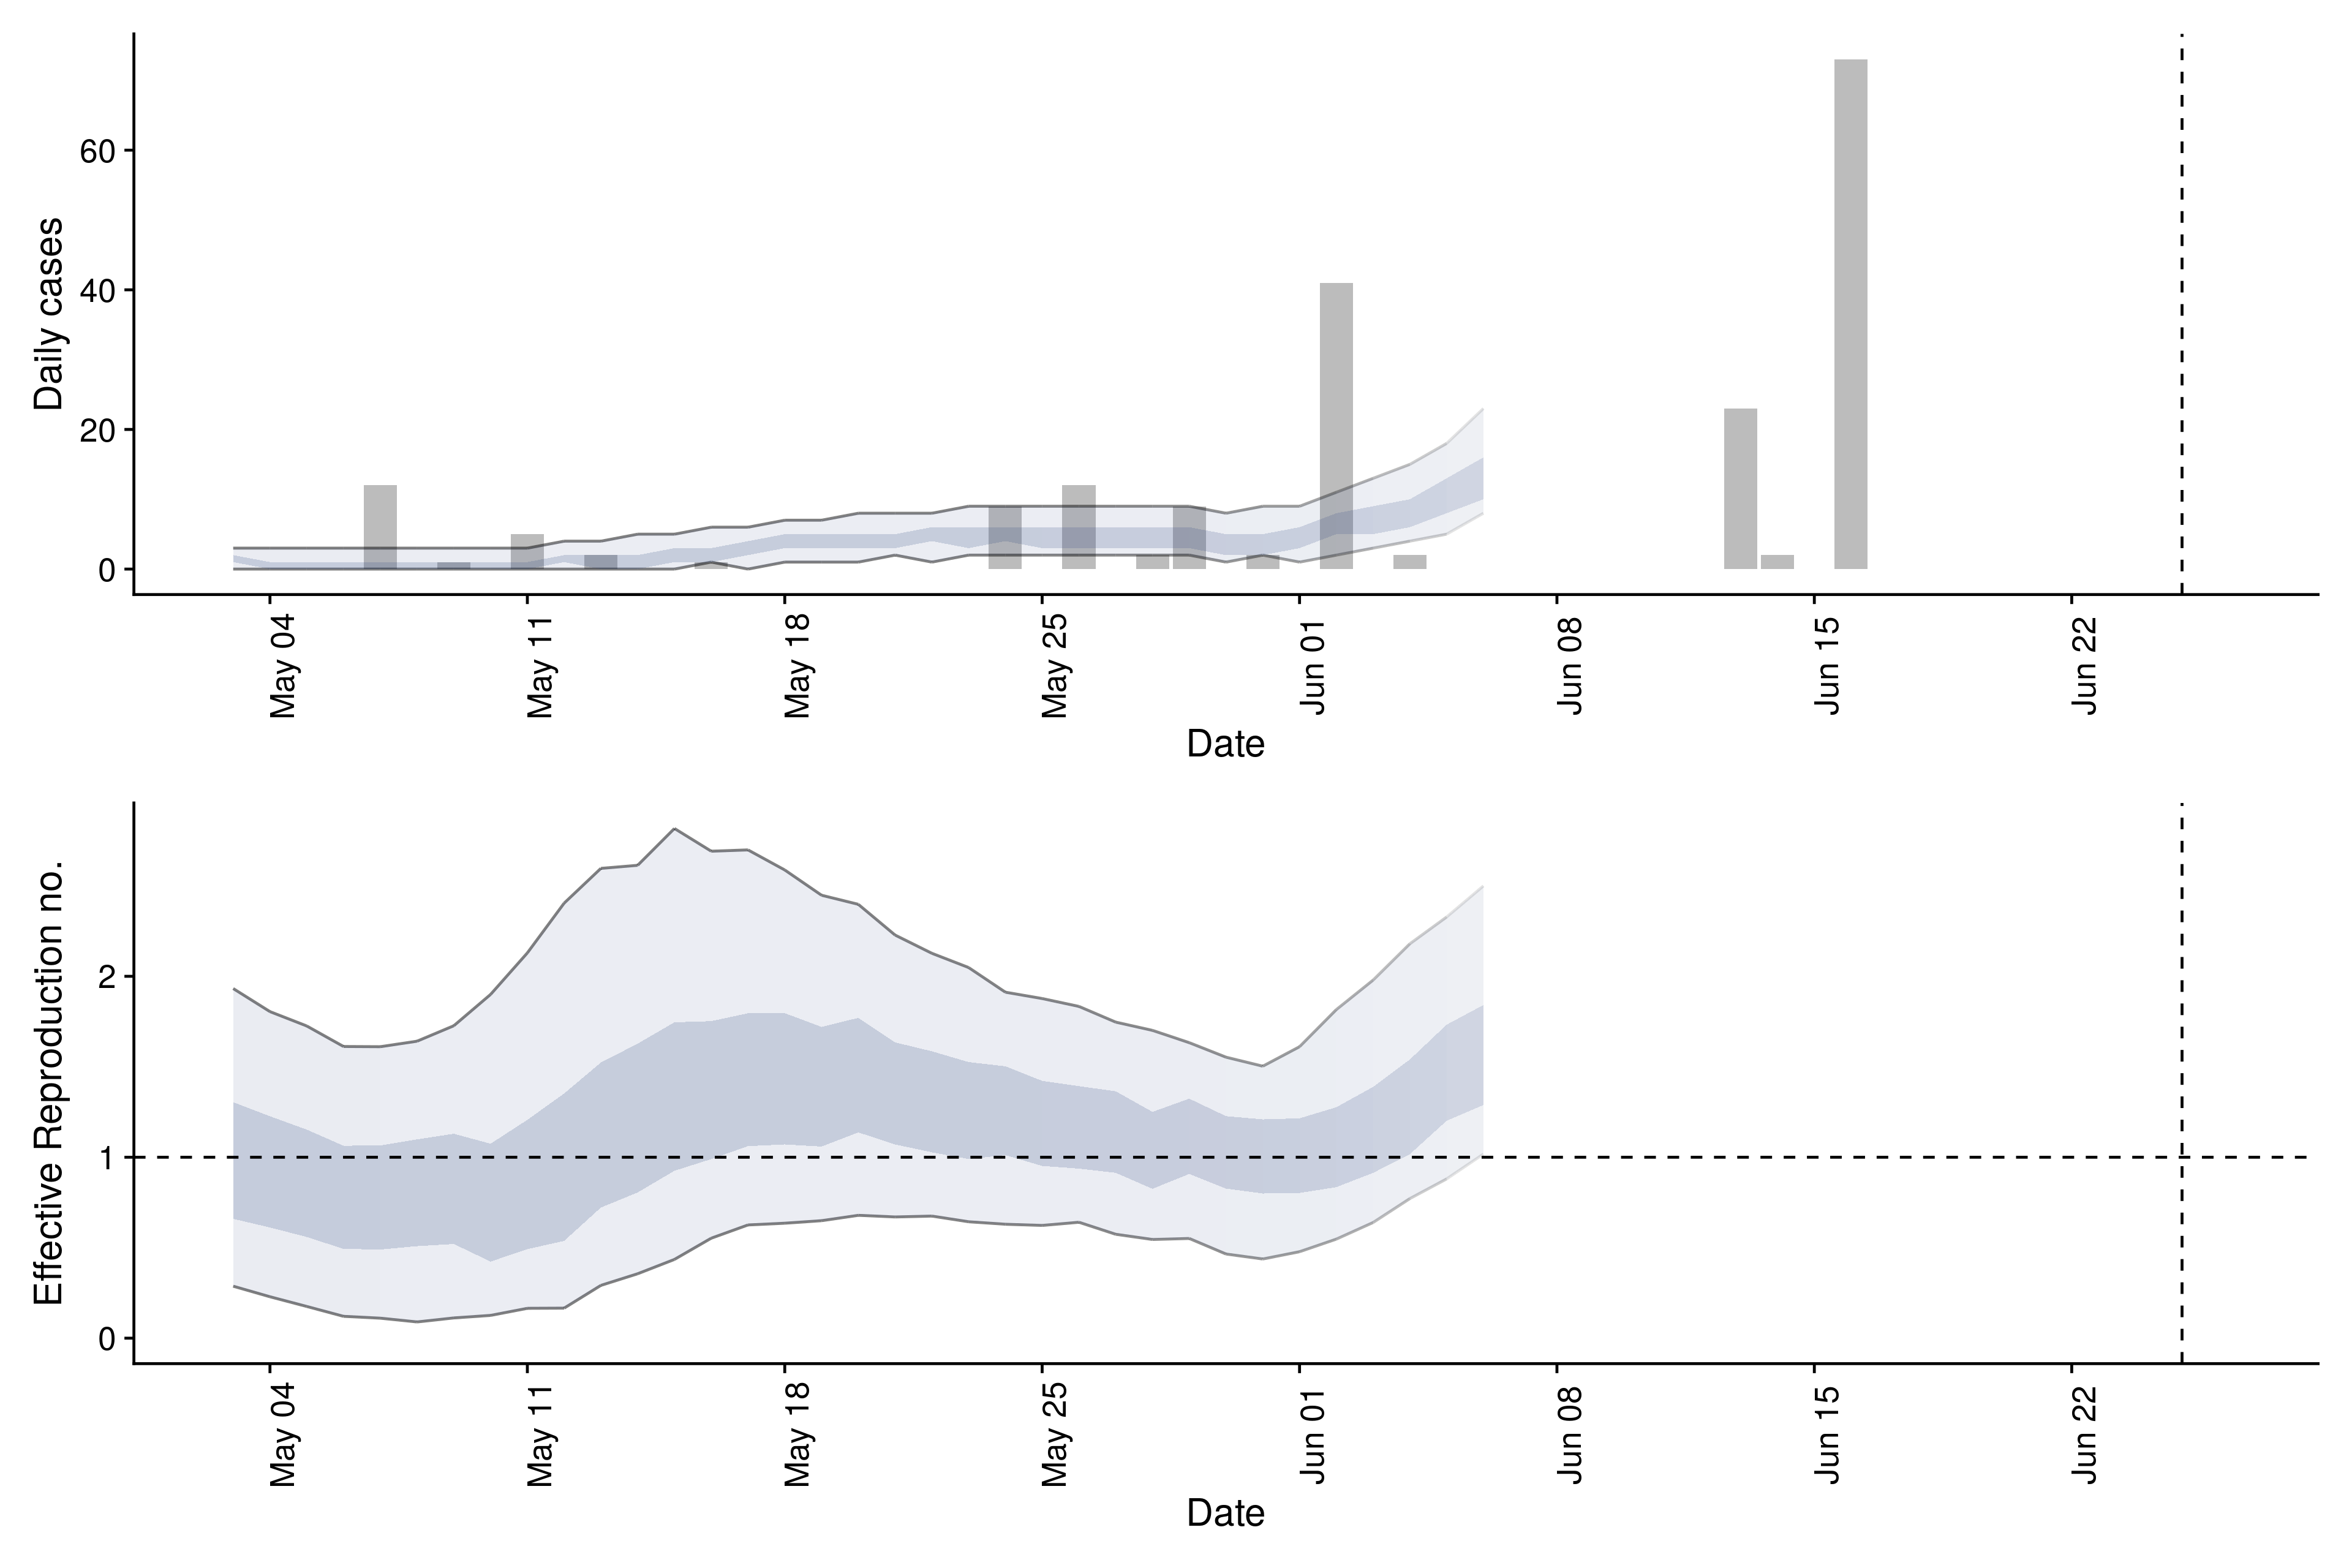 Daily cases
60
40
20
0
May 04
May 11
May 18
May 25
Jun 01
Jun 08
Jun 15
Jun 22
Date
Effective Reproduction no.
2
1
0
May 04
May 11
May 18
May 25
Jun 01
Jun 08
Jun 15
Jun 22
Date